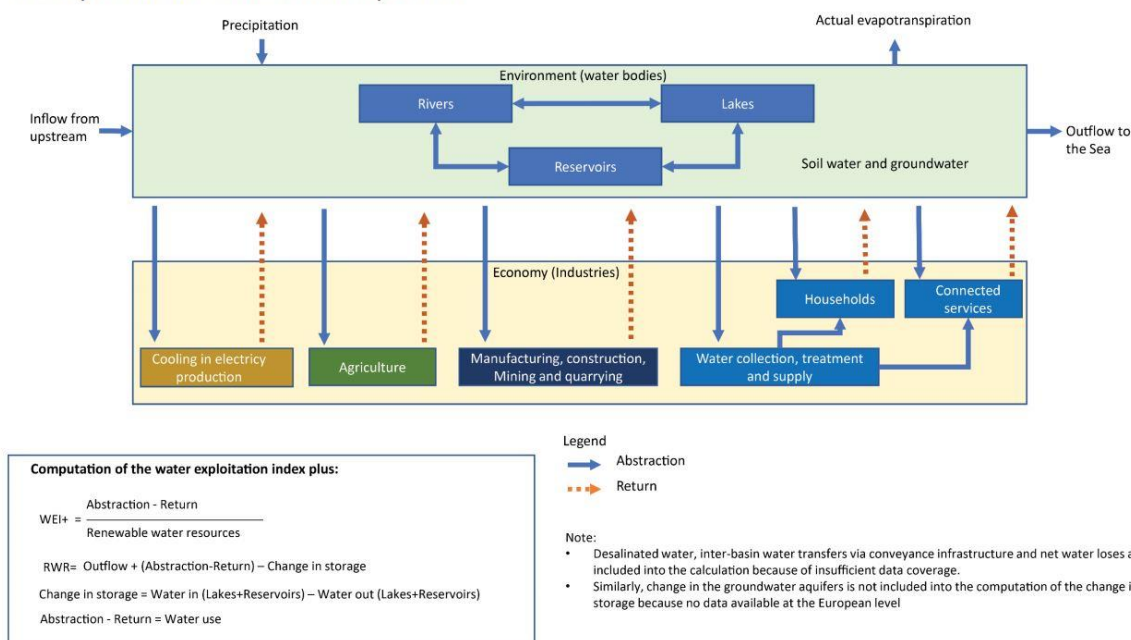 Precipitation
Actual evapotranspiration
Environment (water bodies)
Rivers
Lakes
Inflow from
upstream
Outflow to
the Sea
Reservoirs
Soil water and groundwater
Economy (Industries)
Households
Connected
services
Cooling in electricy
production
Agriculture
Manufacturing, construction,
Mining and quarrying
Water collection, treatment
and supply
Legend
Abstraction
Return
Computation of the water exploitation index plus:
Abstraction - Return
WEI+ =
Renewable water resources
RWR= Outflow + (Abstraction-Return) – Change in storage
Change in storage = Water in (Lakes+Reservoirs) – Water out (Lakes+Reservoirs)
Abstraction - Return = Water use
Note:
• Desalinated water, inter-basin water transfers via conveyance infrastructure and net water loses
included into the calculation because of insufficient data coverage.
• Similarly, change in the groundwater aquifers is not included into the computation of the change
storage because no data available at the European level